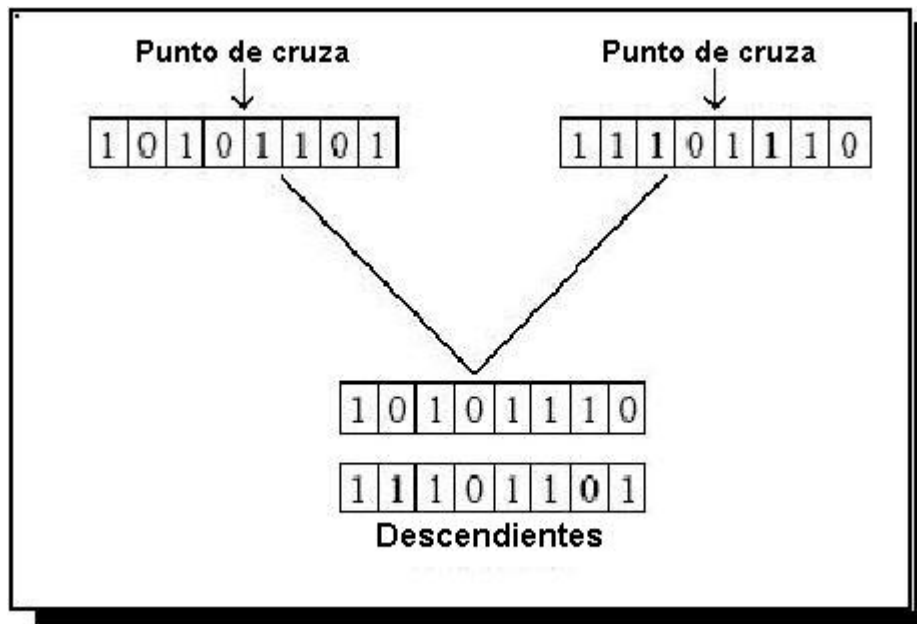 Punto de cruza
Punto de cruza
1 0 1 0 1 1 0 1
1 1 1 0 1 1 1 0
1 0 1 0 1 1 1 0
1 1 1 0 1 1 0 1
Descendientes